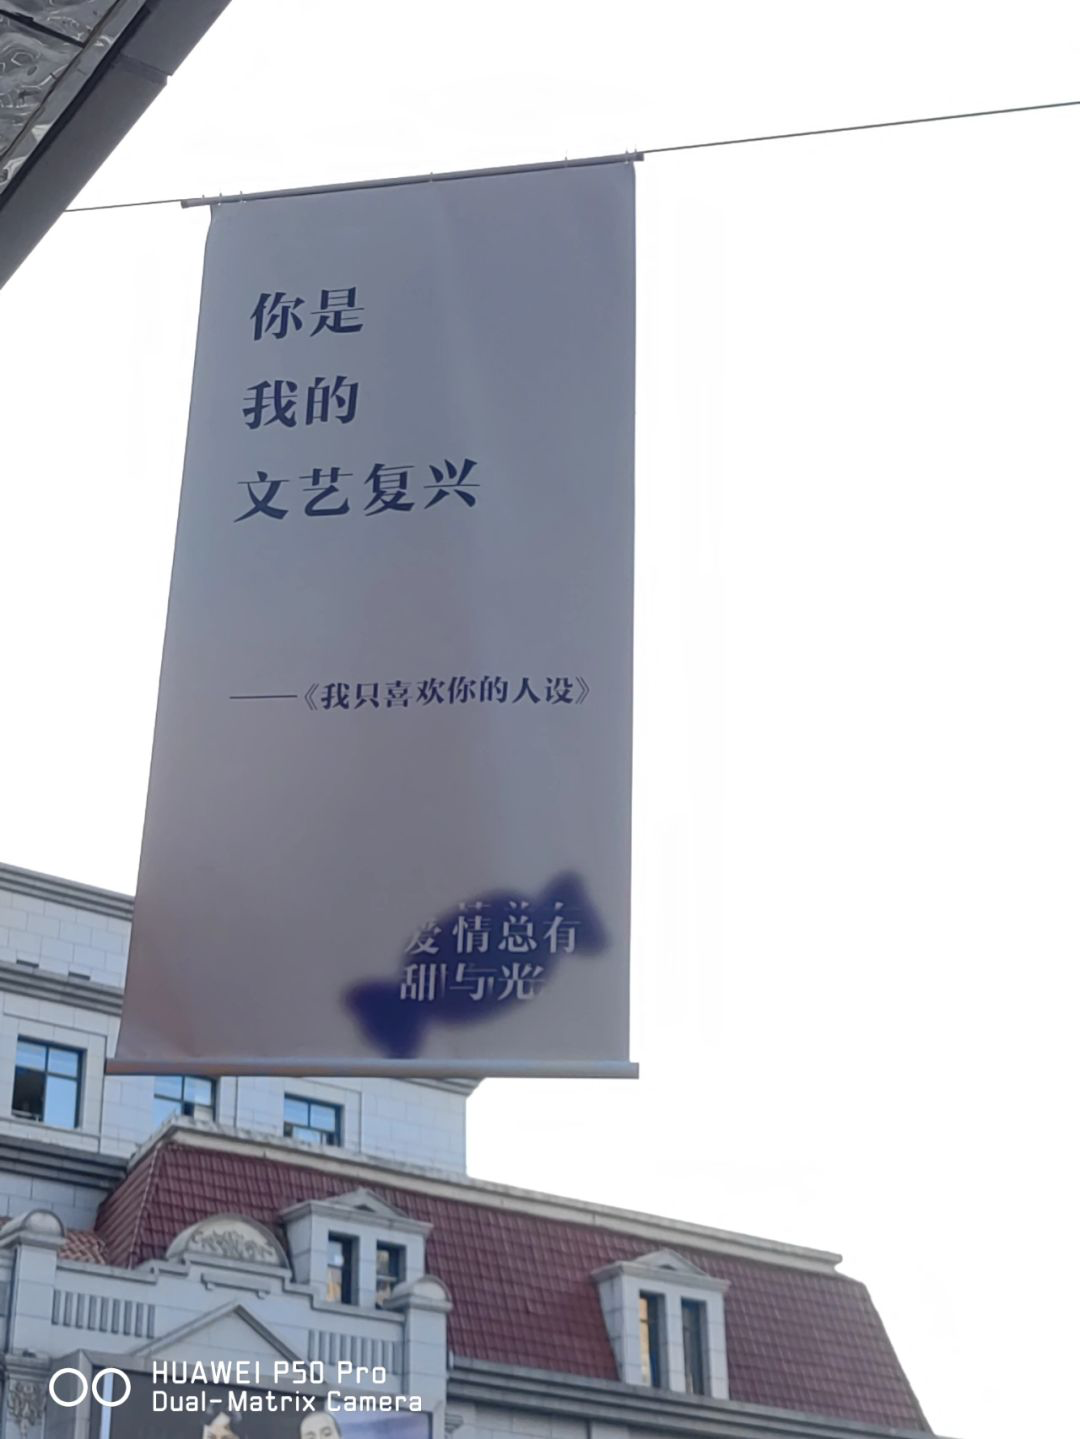 你是
我的
文艺复兴
——《我只喜欢你的人设》
爱情总有
甜与光
HUAWEI P50 Pro
Dual-Matrix Camera